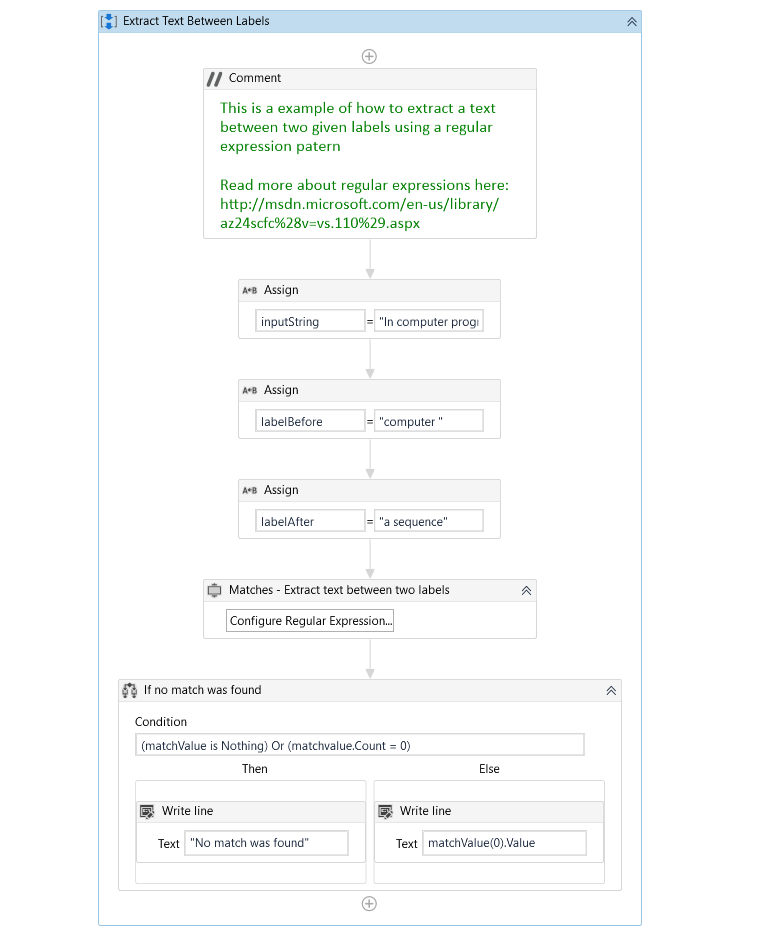 Extract Text Between Labels
Comment
This is a example of how to extract a text
between two given labels using a regular
expression patern
Read more about regular expressions here:
http://msdn.microsoft.com/en-us/library/
az24scfc%28v=vs.110%29.aspx
A+B Assign
inputString = "In computer prog
A+B Assign
labelBefore = "computer "
A+B Assign
labelAfter = "a sequence"
Matches - Extract text between two labels
Configure Regular Expression...
If no match was found
Condition
(matchValue is Nothing) Or (matchvalue.Count = 0)
Then Else
Write line Write line
Text "No match was found" Text matchValue(0).Value